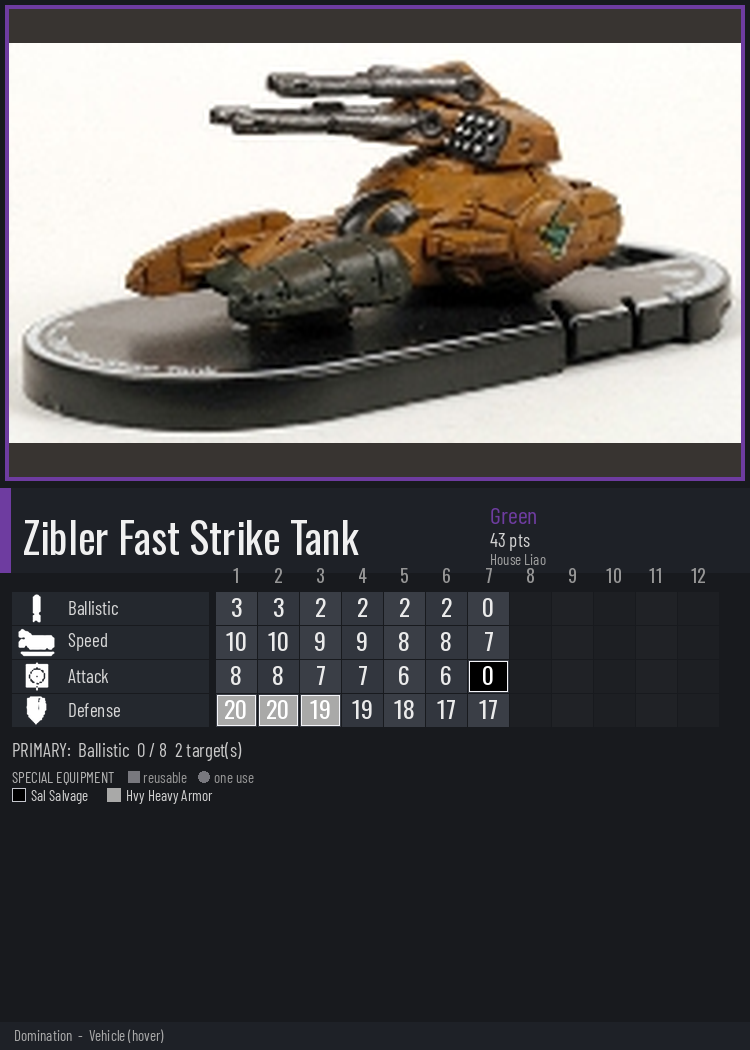 Tank
Zibler Fast Strike Tank
Green
43 pts
House Liao
1 2 3 4 5 6 7 8 9 10 11 12
Ballistic 3 3 2 2 2 2 0
Speed 10 10 9 9 8 8 7
Attack 8 8 7 7 6 6 0
Defense 20 20 19 19 18 17 17
PRIMARY: Ballistic 0 / 8 2 target(s)
SPECIAL EQUIPMENT reusable one use
Sal Salvage Hvy Heavy Armor
Domination - Vehicle (hover)